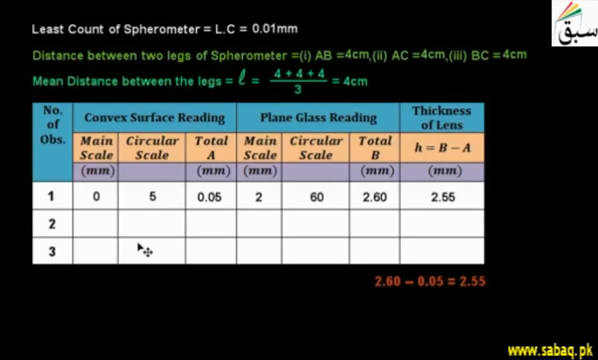 سبق
Least Count of Spherometer = L.C = 0.01mm
Distance between two legs of Spherometer =(i) AB =4cm,(ii) AC =4cm,(iii) BC =4cm
Mean Distance between the legs = ℓ = (4 + 4 + 4)/3 = 4cm
No. of Obs. Convex Surface Reading Plane Glass Reading Thickness of Lens
Main Scale Circular Scale Total A Main Scale Circular Scale Total B h = B − A
(mm) (mm) (mm) (mm) (mm)
1 0 5 0.05 2 60 2.60 2.55
2
3
2.60 − 0.05 = 2.55
www.sabaq.pk